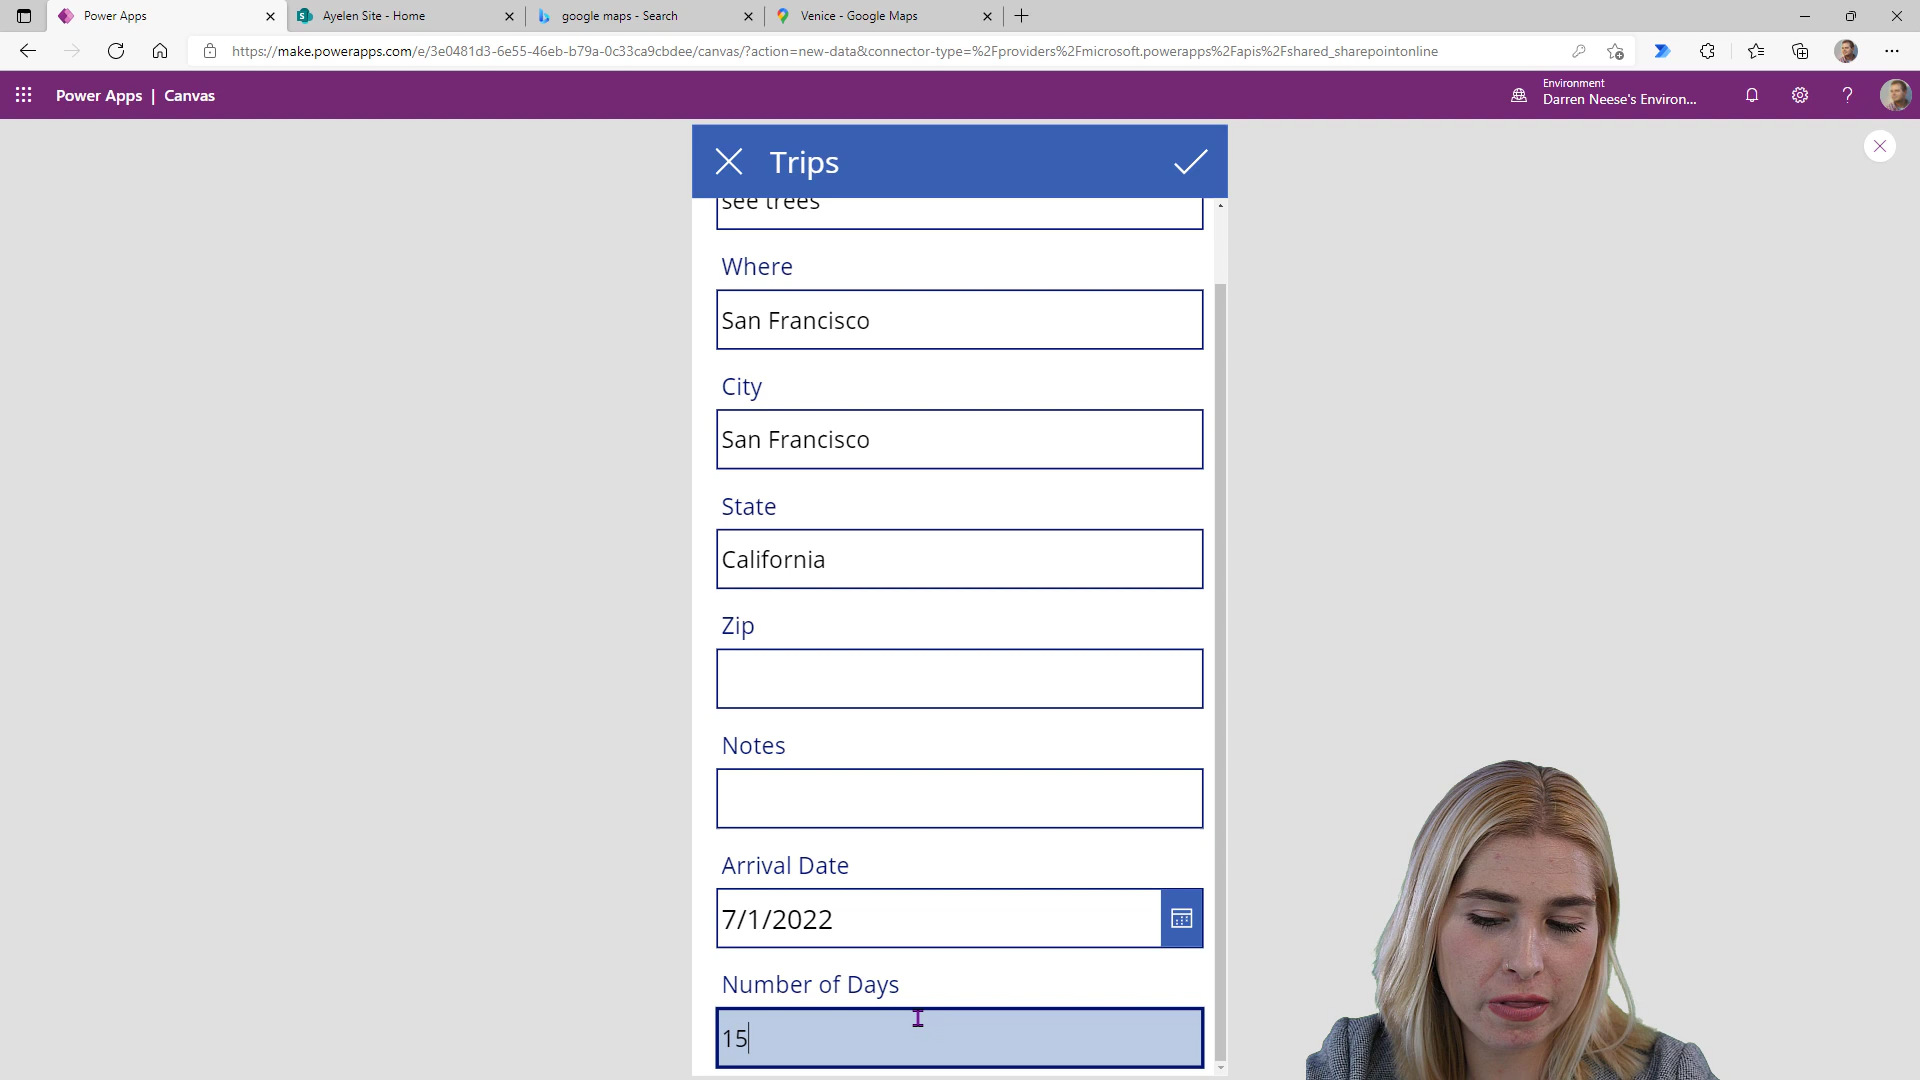 Power Apps
Ayelen Site - Home
google maps - Search
Venice - Google Maps
https://make.powerapps.com/e/3e0481d3-6e55-46eb-b79a-0c33ca9cbdee/canvas/?action=new-data&connector-type=%2Fproviders%2Fmicrosoft.powerapps%2Fapis%2Fshared_sharepointonline
Power Apps | Canvas
Environment
Darren Neese's Environ...
Trips
see trees
Where
San Francisco
City
San Francisco
State
California
Zip
Notes
Arrival Date
7/1/2022
Number of Days
15